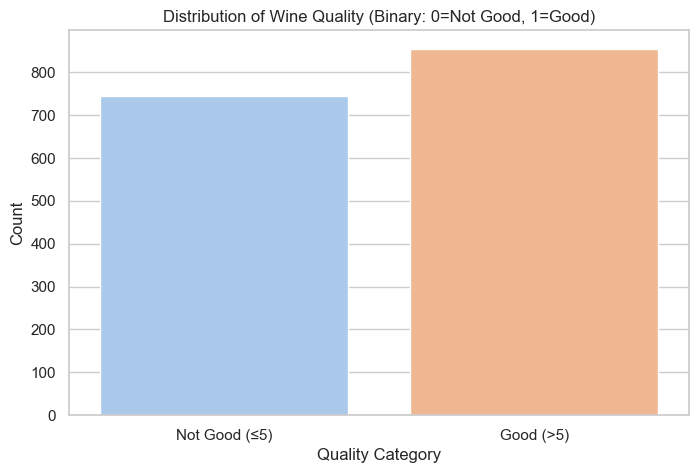 Distribution of Wine Quality (Binary: 0=Not Good, 1=Good)
Count
800
700
600
500
400
300
200
100
0
Not Good (≤5)
Good (>5)
Quality Category